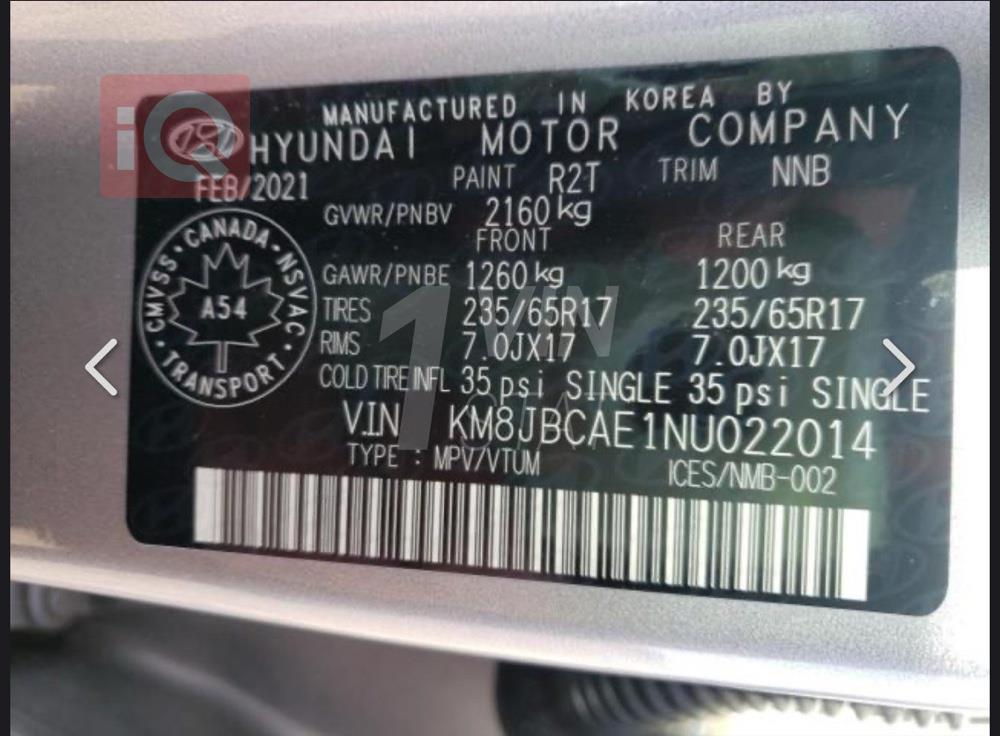 MANUFACTURED IN KOREA BY
iQ
HYUNDAI MOTOR COMPANY
FEB/2021 PAINT R2T TRIM NNB
GVWR/PNBV 2160 kg
FRONT REAR
GAWR/PNBE 1260 kg 1200 kg
TIRES 235/65R17 235/65R17
RIMS 7.0JX17 7.0JX17
COLD TIRE INFL 35 psi SINGLE 35 psi SINGLE
V.I.N KM8JBCAE1NU022014
TYPE : MPV/VTUM ICES/NMB-002
CANADA · NSVAC · TRANSPORT · CMVSS ·
A54
1 VIN